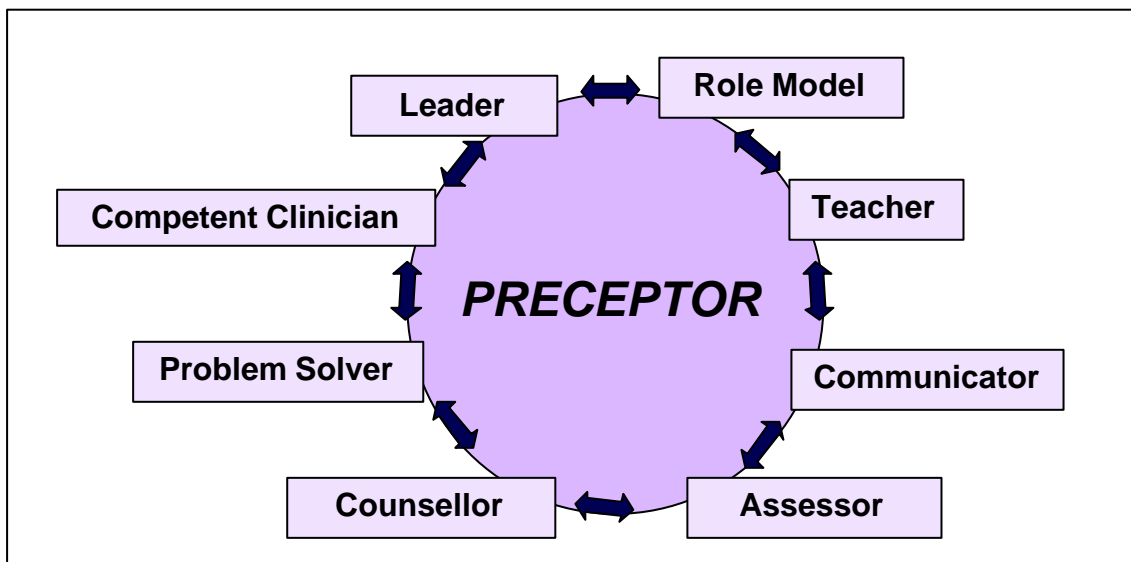 Leader
Role Model
Competent Clinician
Teacher
PRECEPTOR
Problem Solver
Communicator
Counsellor
Assessor